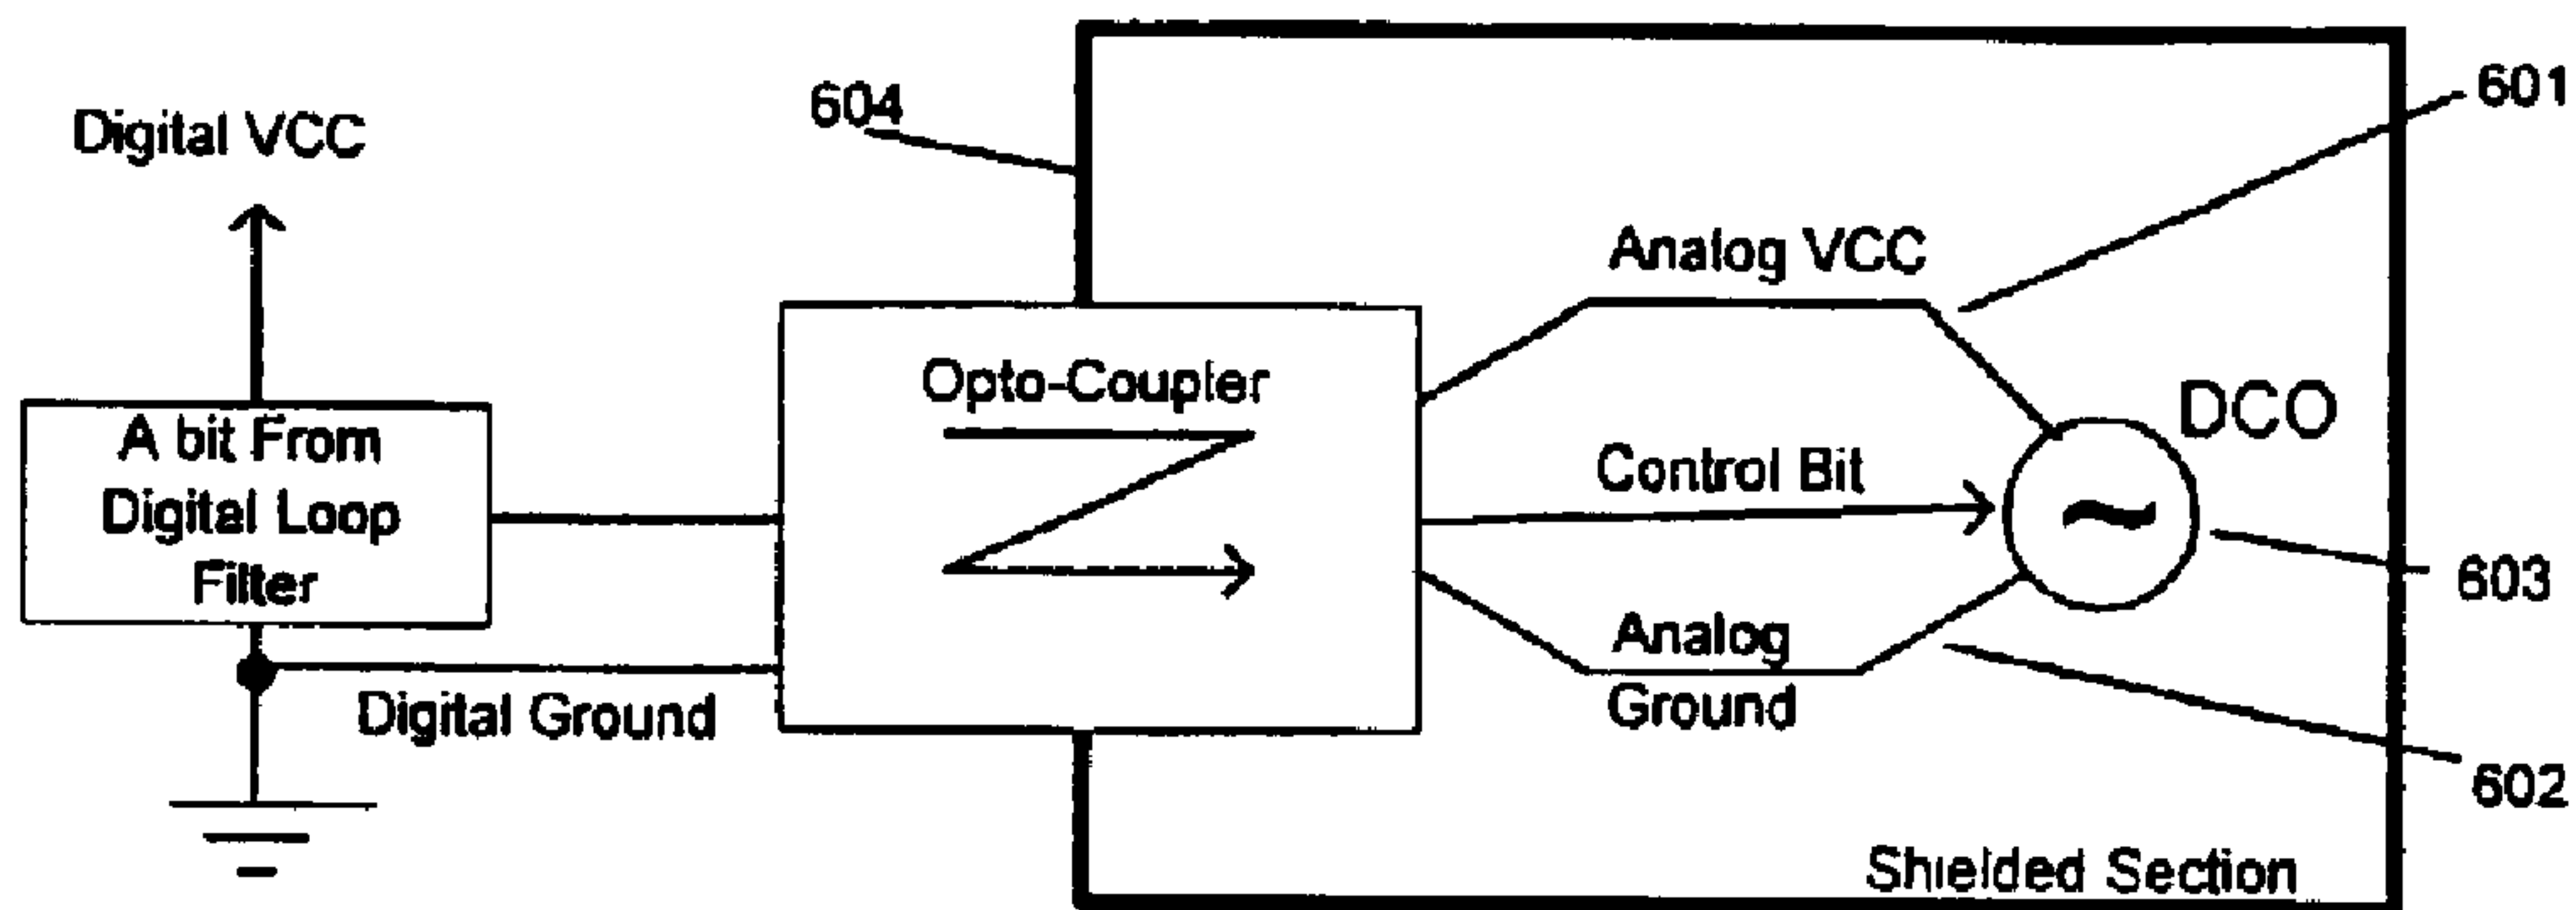 604
601
Digital VCC
Analog VCC
Opto-Coupler
DCO
A bit From
Digital Loop
Filter
Control Bit
603
Analog
Ground
Digital Ground
602
Shielded Section